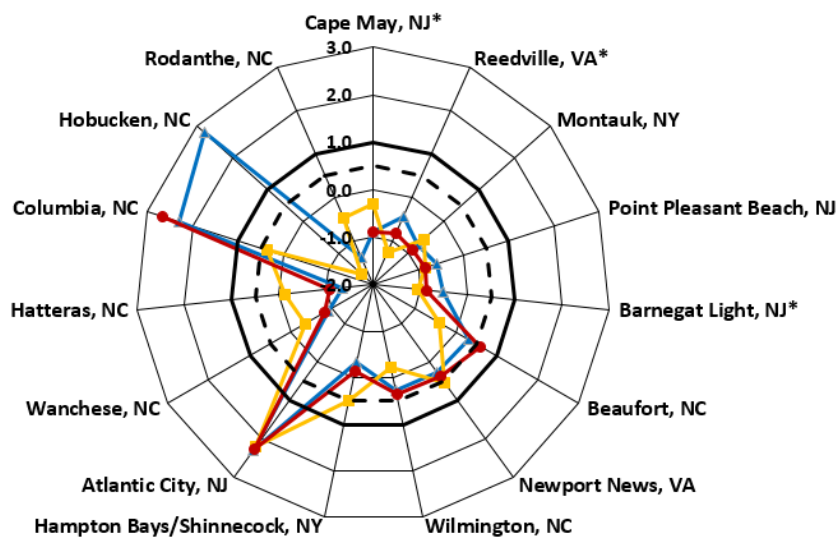 Cape May, NJ*
3.0
Rodanthe, NC
Reedville, VA*
2.0
Hobucken, NC
Montauk, NY
1.0
0.0
Columbia, NC
Point Pleasant Beach, NJ
-1.0
2.0
Hatteras, NC
Barnegat Light, NJ*
Wanchese, NC
Beaufort, NC
Atlantic City, NJ
Newport News, VA
Hampton Bays/Shinnecock, NY
Wilmington, NC